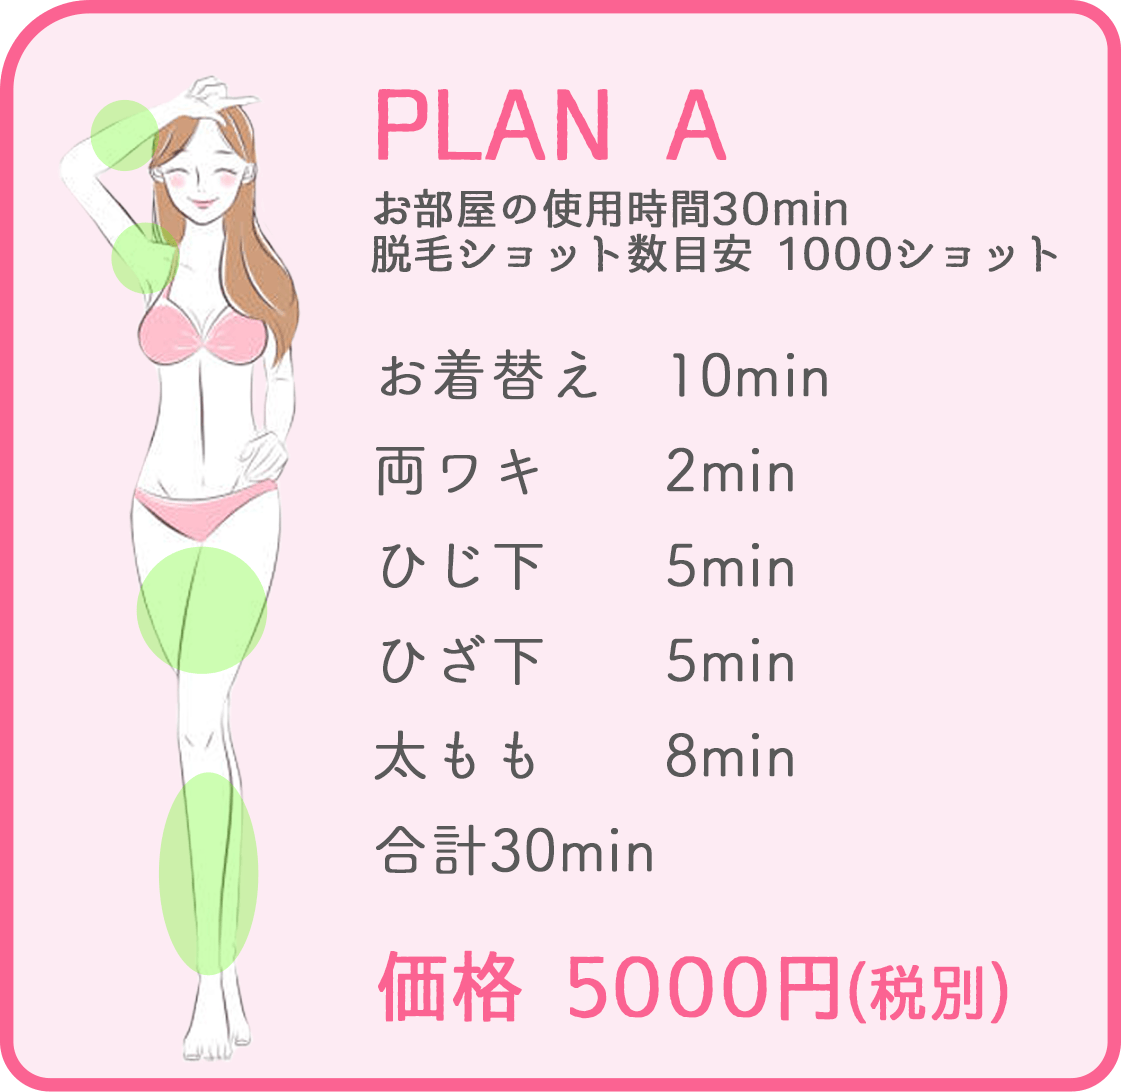 PLAN A
お部屋の使用時間30min
脱毛ショット数目安 1000ショット
お着替え 10min
両ワキ 2min
ひじ下 5min
ひざ下 5min
太もも 8min
合計30min
価格 5000円(税別)